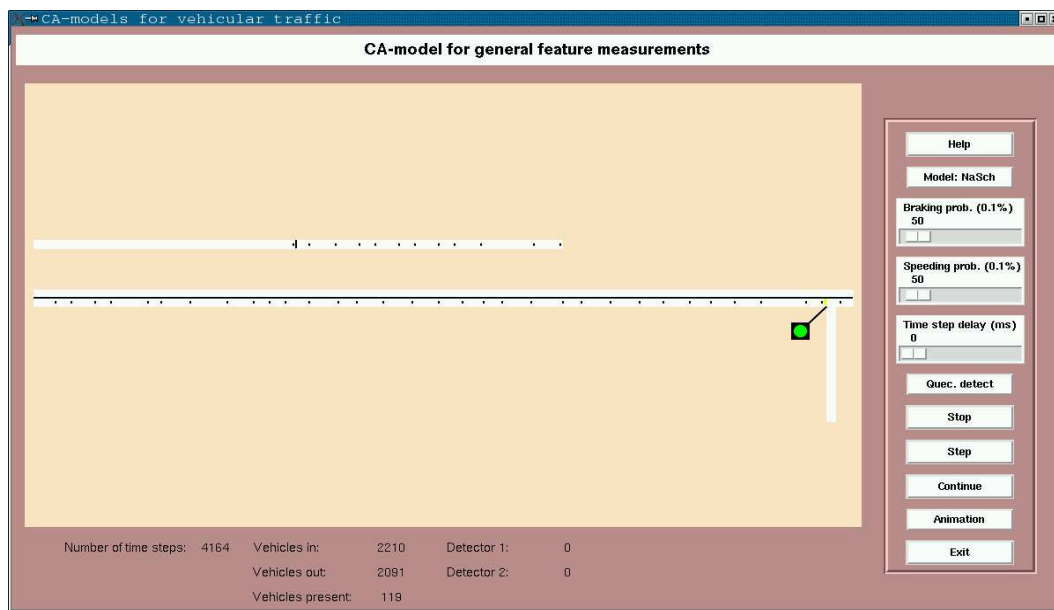 CA-models for vehicular traffic
CA-model for general feature measurements
Help
Model: NaSch
Braking prob. (0.1%)
50
Speeding prob. (0.1%)
50
Time step delay (ms)
0
Quec. detect
Stop
Step
Continue
Animation
Exit
Number of time steps: 4164 Vehicles in: 2210 Detector 1: 0
Vehicles out: 2091 Detector 2: 0
Vehicles present: 119